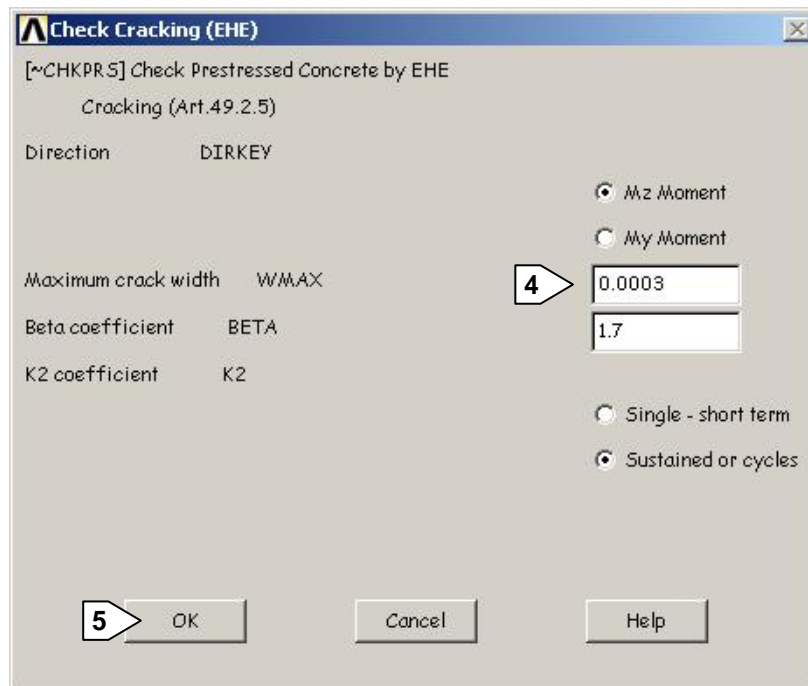 Check Cracking (EHE)
[~CHKPRS] Check Prestressed Concrete by EHE
Cracking (Art.49.2.5)
Direction DIRKEY
Mz Moment
My Moment
Maximum crack width WMAX 4 0.0003
Beta coefficient BETA 1.7
K2 coefficient K2
Single - short term
Sustained or cycles
5 OK Cancel Help